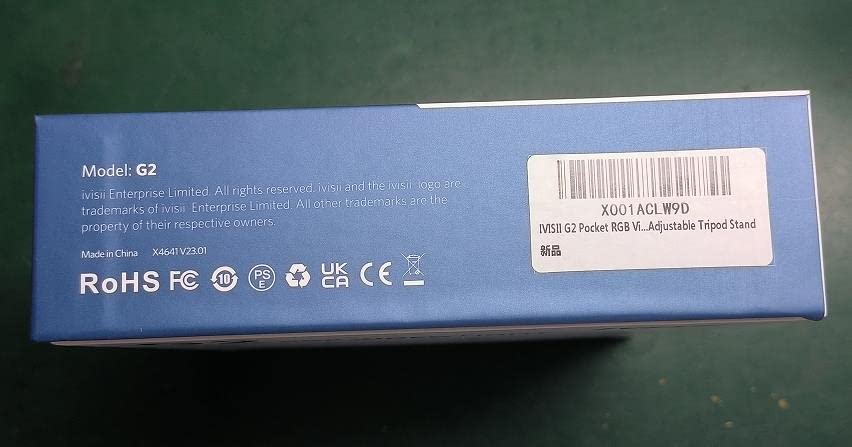 Model: G2
ivisii Enterprise Limited. All rights reserved. ivisii and the ivisii logo are
trademarks of ivisii Enterprise Limited. All other trademarks are the
property of their respective owners.
Made in China X4641 V23.01
RoHS FC 10 PS E UK CA CE
X001ACLW9D
IVISII G2 Pocket RGB Vi...Adjustable Tripod Stand
新品